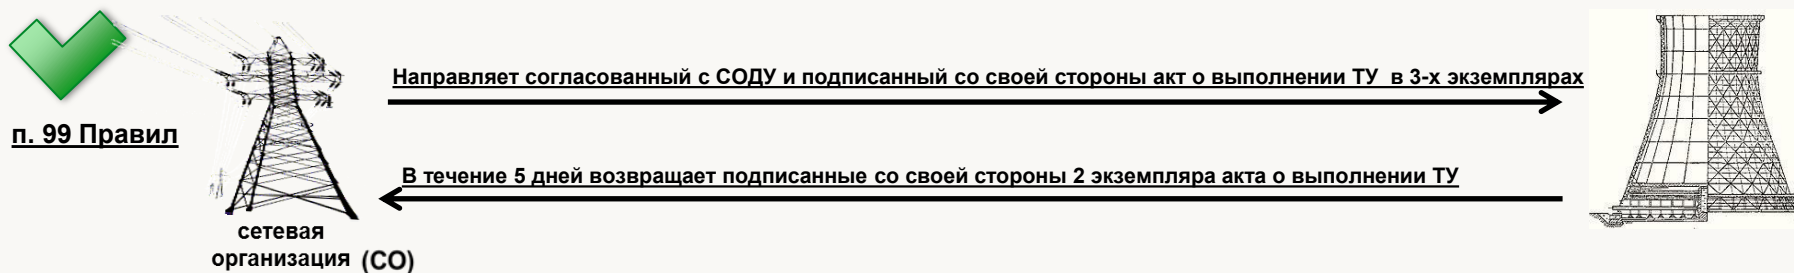 Направляет согласованный с СОДУ и подписанный со своей стороны акт о выполнении ТУ в 3-х экземплярах
п. 99 Правил
В течение 5 дней возвращает подписанные со своей стороны 2 экземпляра акта о выполнении ТУ
сетевая
организация (СО)